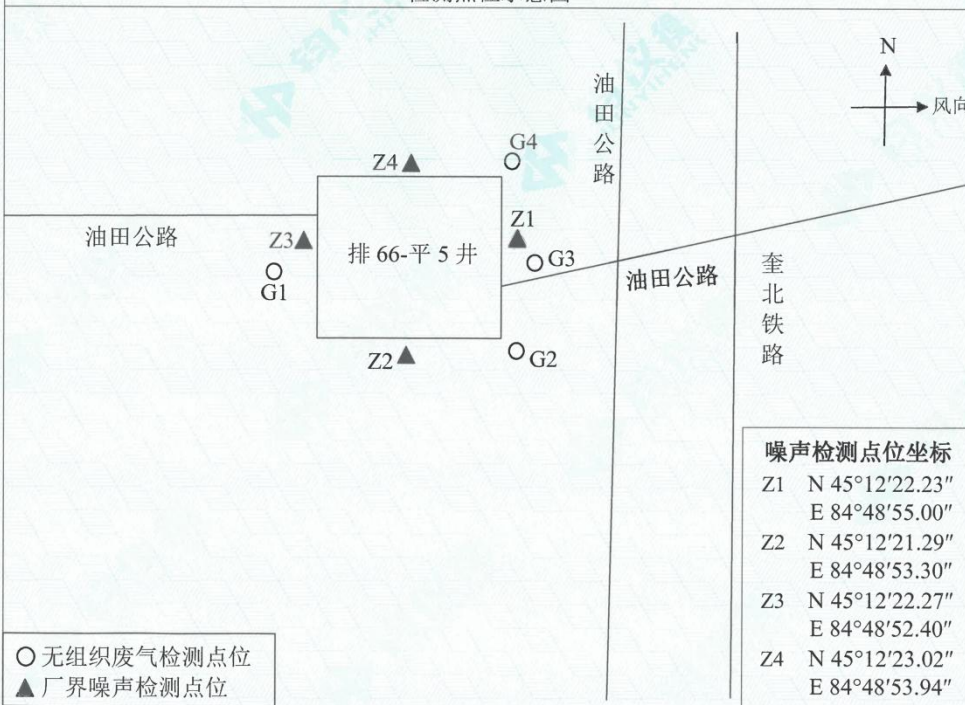 N
风向
油田公路
G4
Z4
Z1
油田公路
Z3
排 66-平 5 井
G3
G1
油田公路
奎北铁路
Z2
G2
噪声检测点位坐标
Z1 N 45°12′22.23″
E 84°48′55.00″
Z2 N 45°12′21.29″
E 84°48′53.30″
Z3 N 45°12′22.27″
E 84°48′52.40″
Z4 N 45°12′23.02″
E 84°48′53.94″
无组织废气检测点位
厂界噪声检测点位